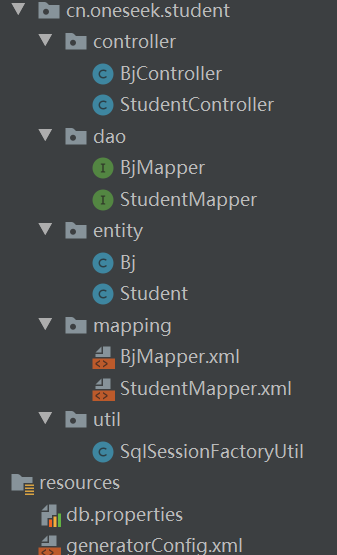 cn.oneseek.student
controller
BjController
StudentController
dao
BjMapper
StudentMapper
entity
Bj
Student
mapping
BjMapper.xml
StudentMapper.xml
util
SqlSessionFactoryUtil
resources
db.properties
generatorConfig.xml